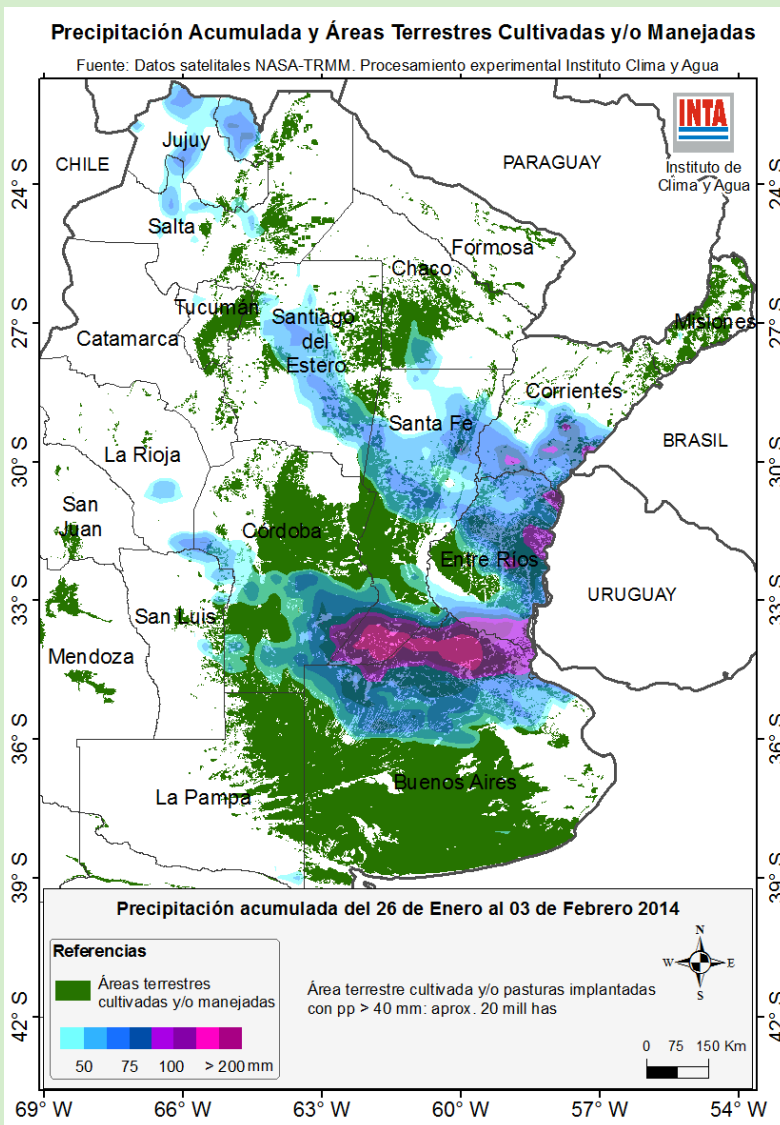 Precipitación Acumulada y Áreas Terrestres Cultivadas y/o Manejadas
Fuente: Datos satelitales NASA-TRMM. Procesamiento experimental Instituto Clima y Agua
INTA
Instituto de
Clima y Agua
Jujuy
CHILE
PARAGUAY
24° S
24° S
Salta
Formosa
Chaco
Tucumán
Santiago
del
Estero
Misiones
27° S
27° S
Catamarca
Corrientes
Santa Fe
BRASIL
La Rioja
30° S
30° S
San
Juan
Córdoba
Entre Ríos
URUGUAY
33° S
33° S
San Luis
Mendoza
36° S
36° S
La Pampa
Buenos Aires
39° S
39° S
Precipitación acumulada del 26 de Enero al 03 de Febrero 2014
Referencias
Áreas terrestres
cultivadas y/o manejadas
50 75 100 > 200 mm
Área terrestre cultivada y/o pasturas implantadas
con pp > 40 mm: aprox. 20 mill has
N
W E
S
0 75 150 Km
42° S
42° S
69° W 66° W 63° W 60° W 57° W 54° W